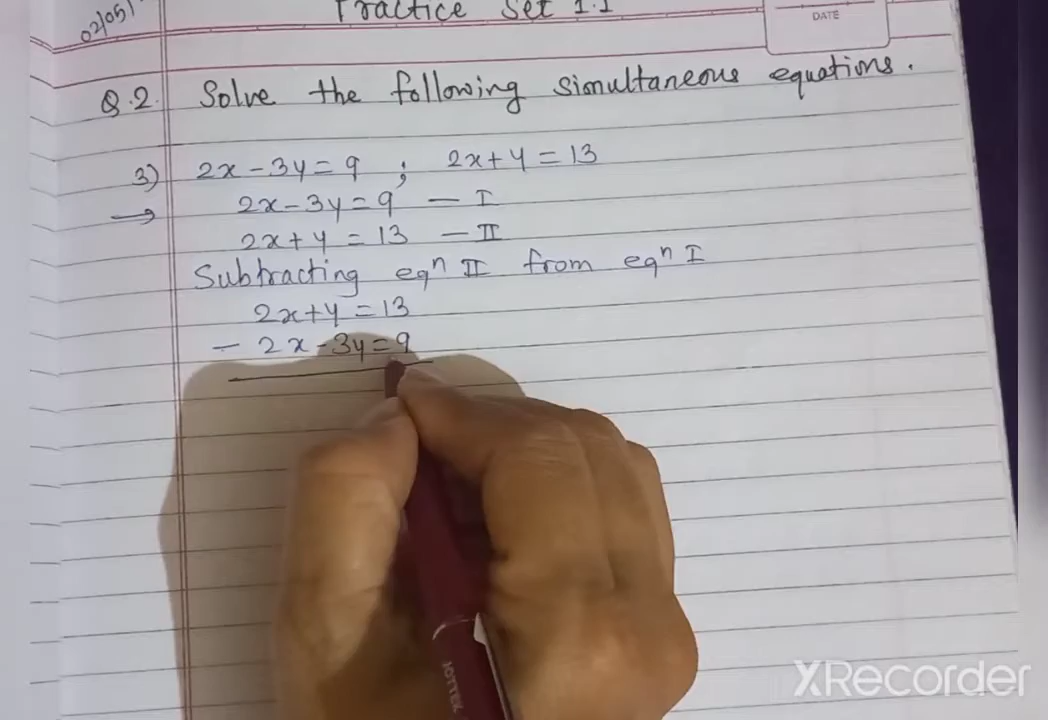 02/05/
Practice Set 1.1
DATE
Q.2. Solve the following simultaneous equations.
3) 2x - 3y = 9 ; 2x + y = 13
→ 2x - 3y = 9 — I
2x + y = 13 — II
Subtracting eqⁿ II from eqⁿ I
2x + y = 13
- 2x - 3y = 9
XRecorder